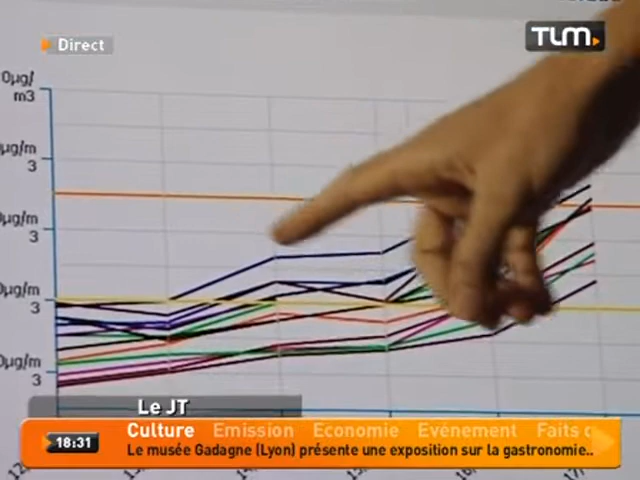 Direct
TLM
0µg/
m3
µg/m
3
0µg/m
3
0µg/m
3
0µg/m
3
Le JT
18:31
Culture Emission Economie Evènement Faits
Le musée Gadagne (Lyon) présente une exposition sur la gastronomie..